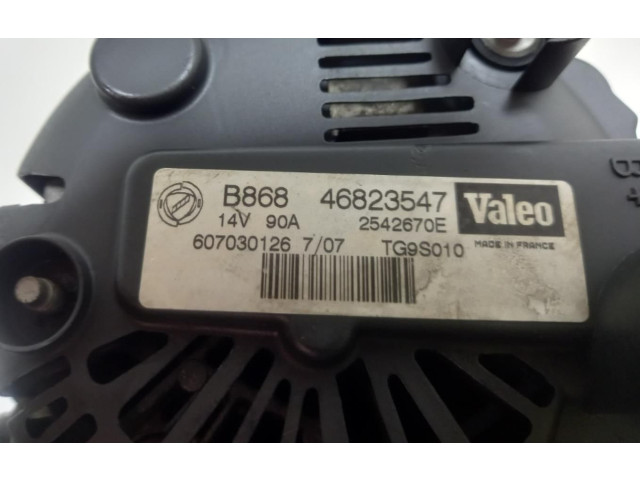 B868 46823547 Valeo
14V 90A 2542670E
607030126 7/07 TG9S010 MADE IN FRANCE